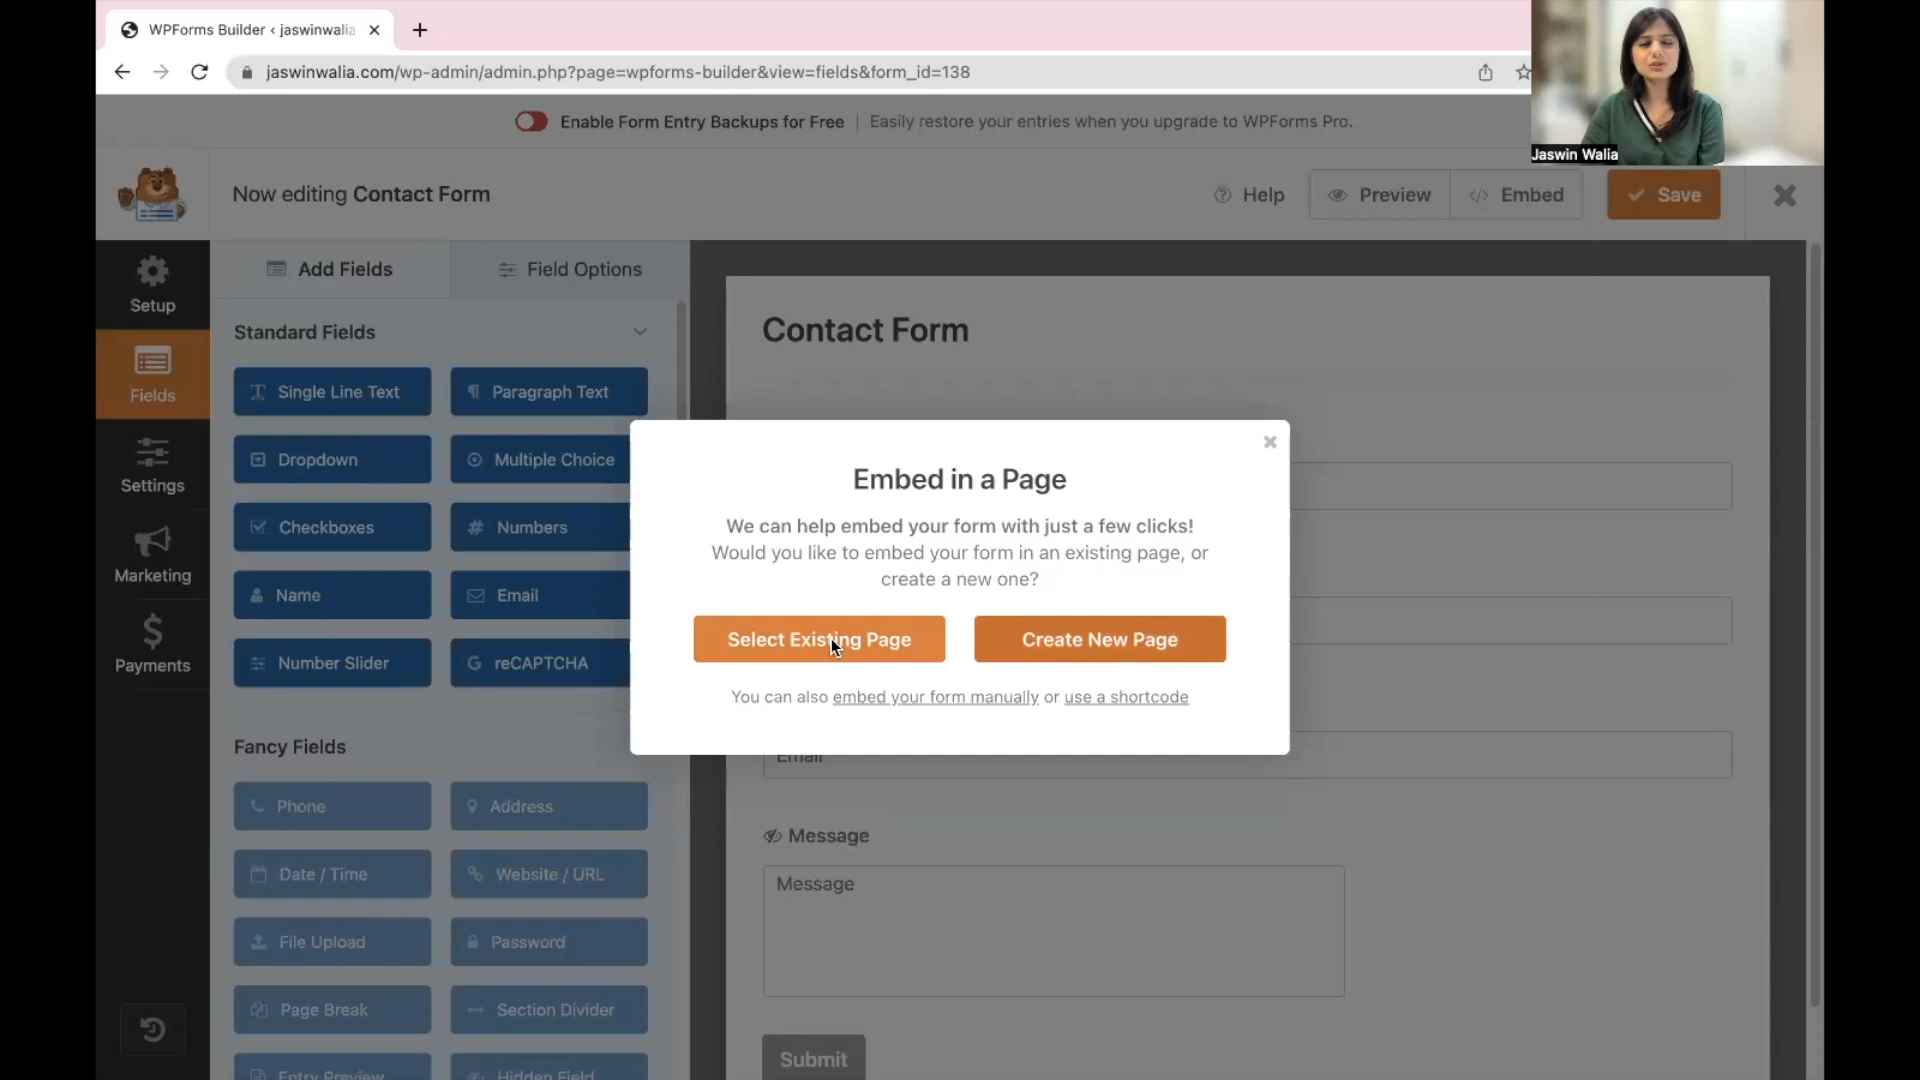 WPForms Builder ‹ jaswinwalia
jaswinwalia.com/wp-admin/admin.php?page=wpforms-builder&view=fields&form_id=138
Jaswin Walia
Enable Form Entry Backups for Free | Easily restore your entries when you upgrade to WPForms Pro.
Now editing Contact Form
Help
Preview
Embed
Save
Setup
Fields
Settings
Marketing
Payments
Add Fields
Field Options
Standard Fields
Single Line Text
Paragraph Text
Dropdown
Multiple Choice
Checkboxes
Numbers
Name
Email
Number Slider
reCAPTCHA
Fancy Fields
Phone
Address
Date / Time
Website / URL
File Upload
Password
Page Break
Section Divider
Entry Preview
Hidden Field
Contact Form
Embed in a Page
We can help embed your form with just a few clicks!
Would you like to embed your form in an existing page, or
create a new one?
Select Existing Page
Create New Page
You can also embed your form manually or use a shortcode
Email
Message
Message
Submit